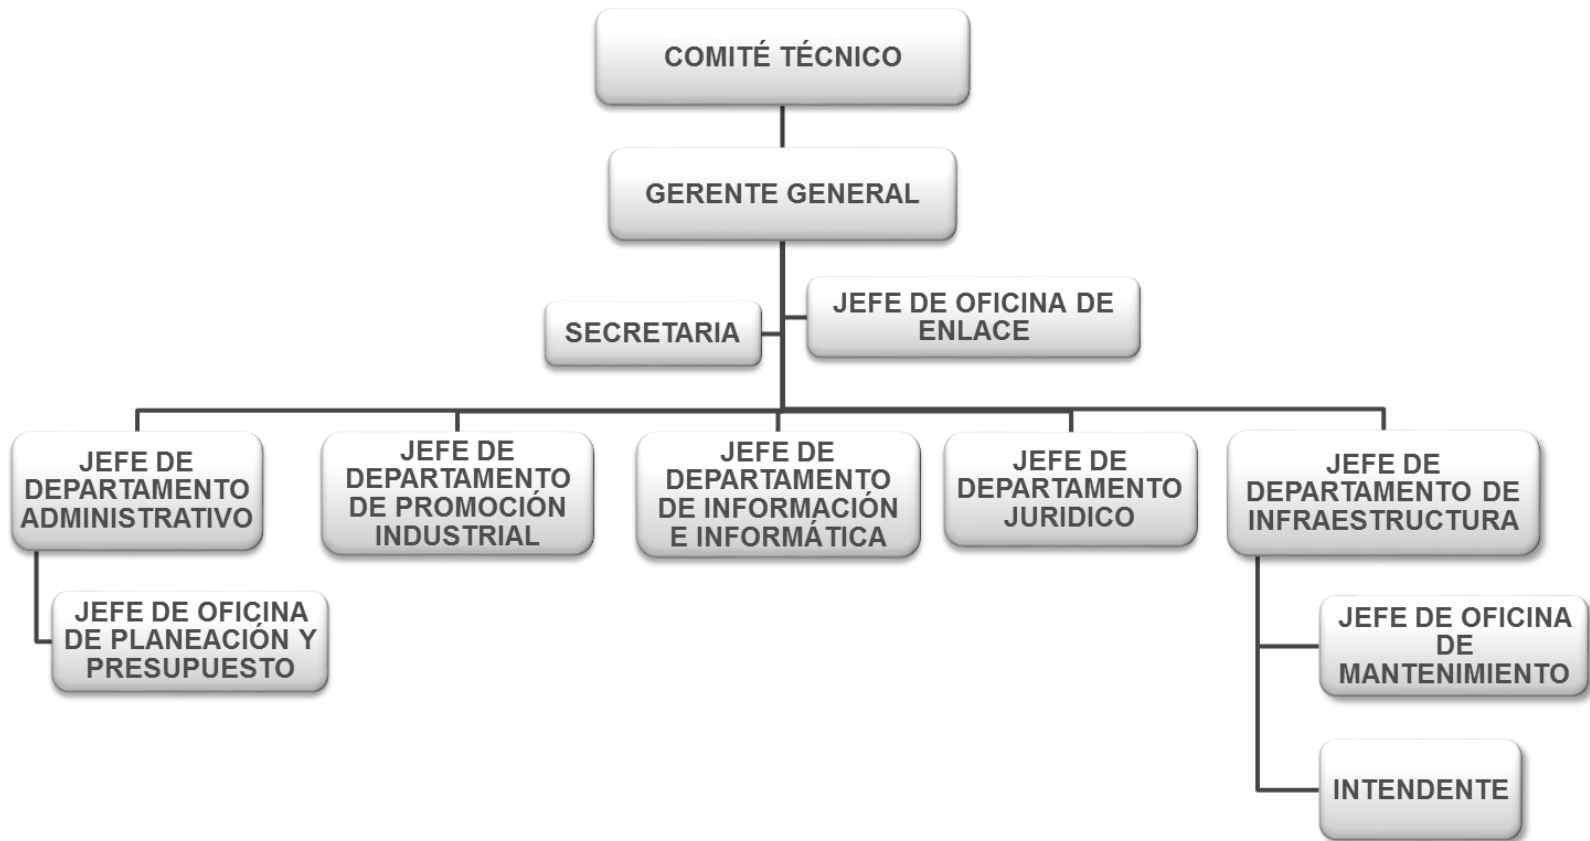 COMITÉ TÉCNICO
GERENTE GENERAL
JEFE DE OFICINA DE
ENLACE
SECRETARIA
JEFE DE
DEPARTAMENTO
ADMINISTRATIVO
JEFE DE
DEPARTAMENTO
DE PROMOCIÓN
INDUSTRIAL
JEFE DE
DEPARTAMENTO
DE INFORMACIÓN
E INFORMÁTICA
JEFE DE
DEPARTAMENTO
JURIDICO
JEFE DE
DEPARTAMENTO DE
INFRAESTRUCTURA
JEFE DE OFICINA
DE PLANEACIÓN Y
PRESUPUESTO
JEFE DE OFICINA
DE
MANTENIMIENTO
INTENDENTE